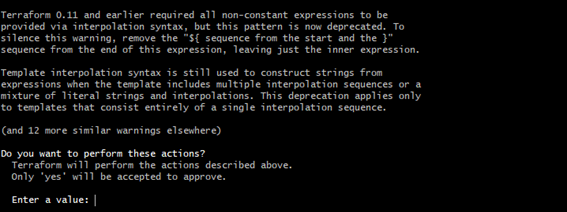 Terraform 0.11 and earlier required all non-constant expressions to be
provided via interpolation syntax, but this pattern is now deprecated. To
silence this warning, remove the "${ sequence from the start and the }"
sequence from the end of this expression, leaving just the inner expression.
Template interpolation syntax is still used to construct strings from
expressions when the template includes multiple interpolation sequences or a
mixture of literal strings and interpolations. This deprecation applies only
to templates that consist entirely of a single interpolation sequence.
(and 12 more similar warnings elsewhere)
Do you want to perform these actions?
Terraform will perform the actions described above.
Only 'yes' will be accepted to approve.
Enter a value: